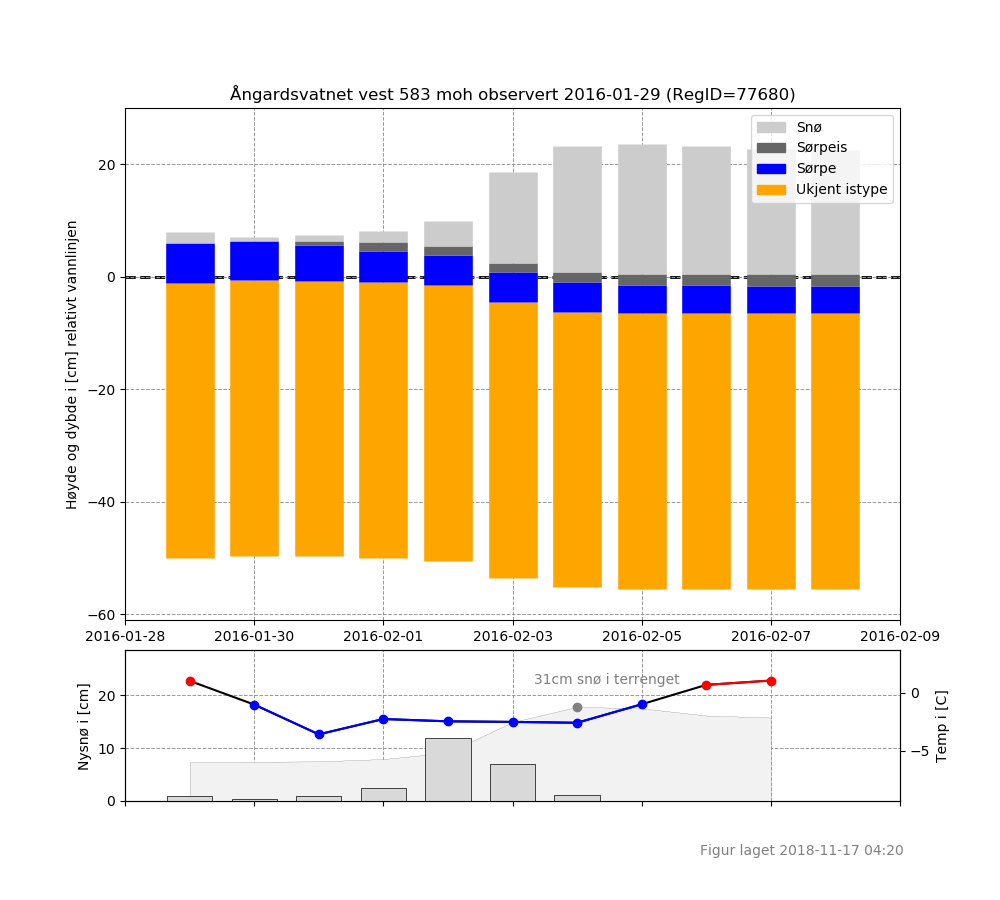 Ångardsvatnet vest 583 moh observert 2016-01-29 (RegID=77680)
Snø
Sørpeis
Sørpe
Ukjent istype
Høyde og dybde i [cm] relativt vannlinjen
20
0
−20
−40
−60
2016-01-28 2016-01-30 2016-02-01 2016-02-03 2016-02-05 2016-02-07 2016-02-09
31cm snø i terrenget
Nysnø i [cm]
20
10
0
0
−5
Temp i [C]
Figur laget 2018-11-17 04:20